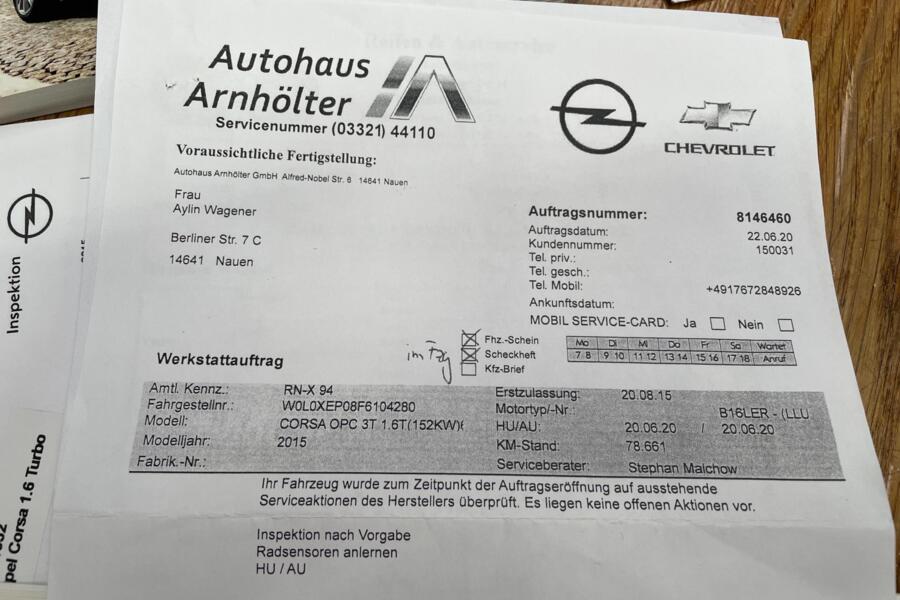 Autohaus
Arnhölter
Servicenummer (03321) 44110
CHEVROLET
Voraussichtliche Fertigstellung:
Autohaus Arnhölter GmbH Alfred-Nobel Str. 6 14641 Nauen
Frau
Aylin Wagener
Berliner Str. 7 C
14641 Nauen
Auftragsnummer: 8146460
Auftragsdatum: 22.06.20
Kundennummer: 150031
Tel. priv.:
Tel. gesch.:
Tel. Mobil: +4917672848926
Ankunftsdatum:
MOBIL SERVICE-CARD: Ja Nein
im Fzg
Fhz.-Schein
Scheckheft
Kfz-Brief
Mo Di Mi Do Fr Sa Wartet
7 8 9 10 11 12 13 14 15 16 17 18 Anruf
Werkstattauftrag
Amtl. Kennz.: RN-X 94
Fahrgestellnr.: W0L0XEP08F6104280
Modell: CORSA OPC 3T 1.6T(152KW)
Modelljahr: 2015
Fabrik.-Nr.:
Erstzulassung: 20.08.15
Motortyp/-Nr.: B16LER - (LLU
HU/AU: 20.06.20 / 20.06.20
KM-Stand: 78.661
Serviceberater: Stephan Malchow
Ihr Fahrzeug wurde zum Zeitpunkt der Auftragseröffnung auf ausstehende
Serviceaktionen des Herstellers überprüft. Es liegen keine offenen Aktionen vor.
Inspektion nach Vorgabe
Radsensoren anlernen
HU / AU
Inspektion
pel Corsa 1.6 Turbo